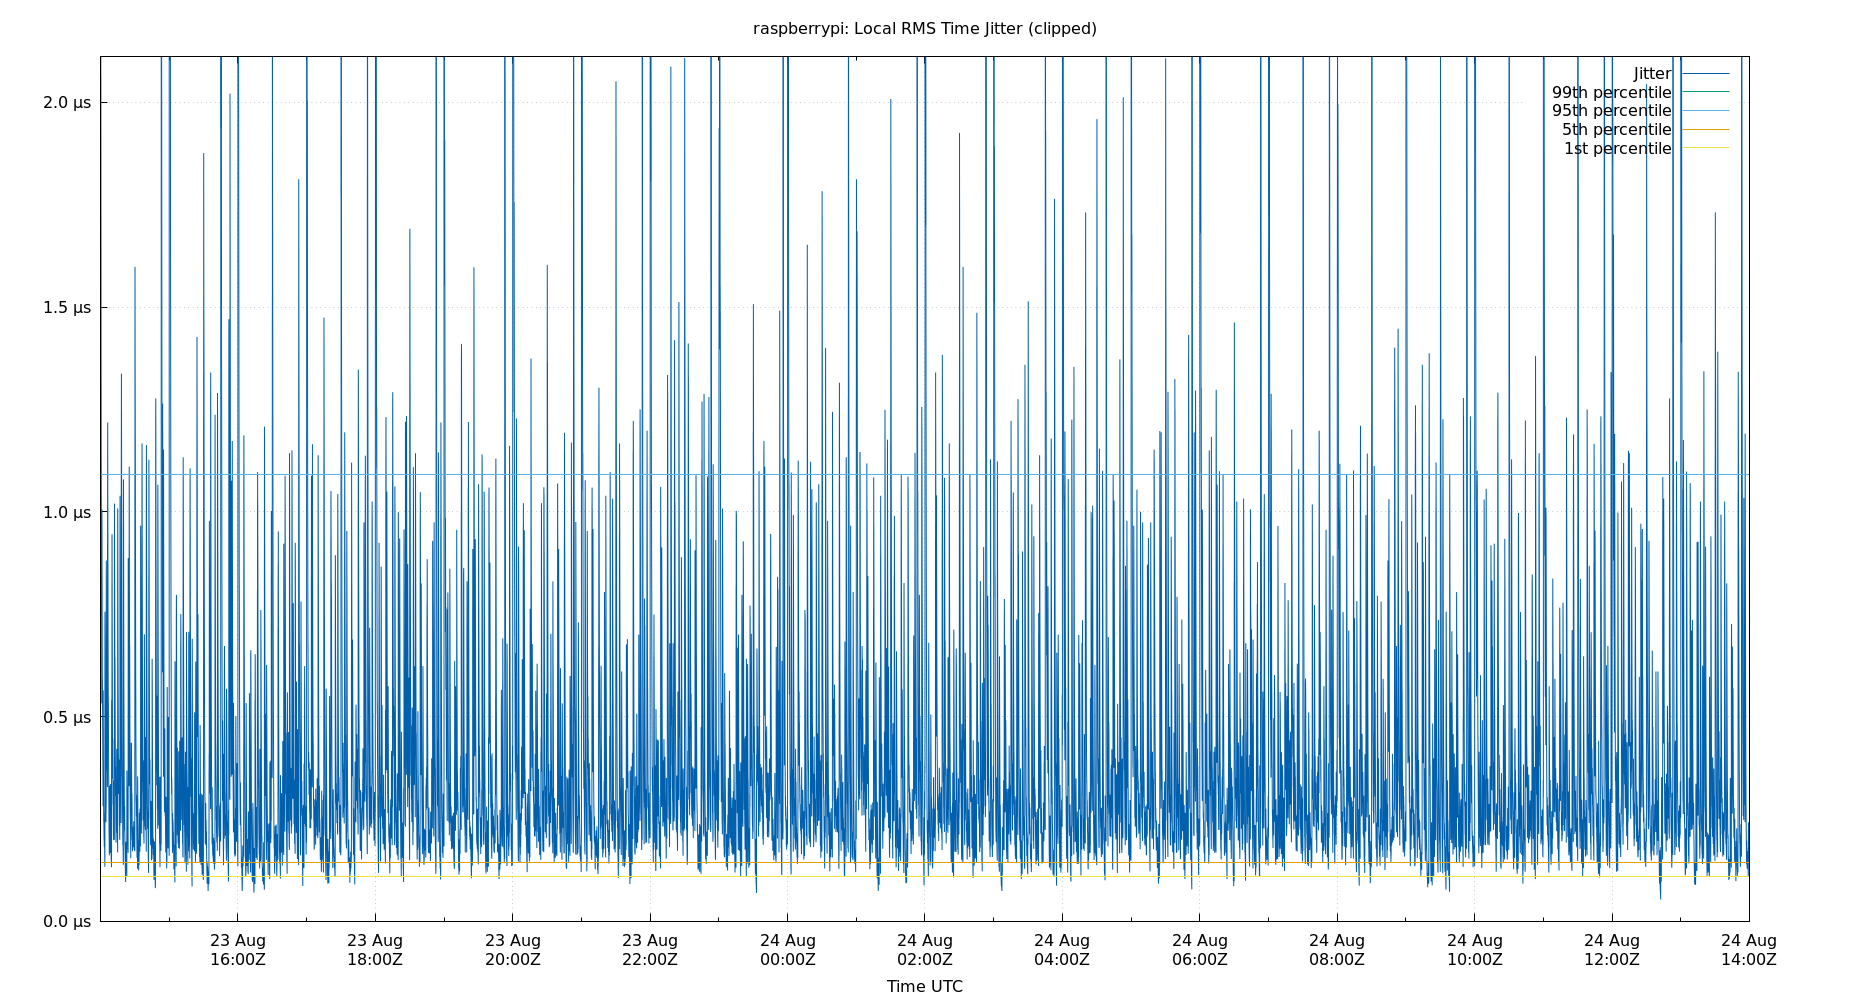 raspberrypi: Local RMS Time Jitter (clipped)
Jitter
99th percentile
95th percentile
5th percentile
1st percentile
2.0 µs
1.5 µs
1.0 µs
0.5 µs
0.0 µs
23 Aug 23 Aug 23 Aug 23 Aug 24 Aug 24 Aug 24 Aug 24 Aug 24 Aug 24 Aug 24 Aug 24 Aug
16:00Z 18:00Z 20:00Z 22:00Z 00:00Z 02:00Z 04:00Z 06:00Z 08:00Z 10:00Z 12:00Z 14:00Z
Time UTC